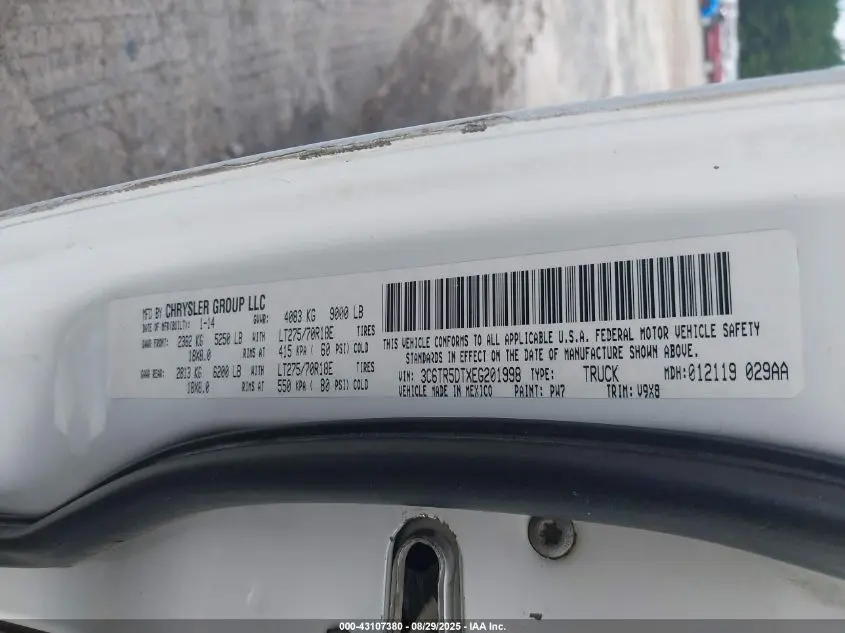 MFD BY CHRYSLER GROUP LLC
DATE OF MFR(BUILT): 1-14 GVWR: 4083 KG 9000 LB
GAWR FRONT: 2362 KG 5250 LB WITH LT275/70R18E TIRES
18X8.0 RIMS AT 415 KPA ( 60 PSI) COLD
GAWR REAR: 2813 KG 6200 LB WITH LT275/70R18E TIRES
18X8.0 RIMS AT 550 KPA ( 80 PSI) COLD
THIS VEHICLE CONFORMS TO ALL APPLICABLE U.S.A. FEDERAL MOTOR VEHICLE SAFETY
STANDARDS IN EFFECT ON THE DATE OF MANUFACTURE SHOWN ABOVE.
VIN: 3C6TR5DTXEG201998 TYPE: TRUCK MDH:012119 029AA
VEHICLE MADE IN MEXICO PAINT: PW7 TRIM: V9X8
000-43107380 - 08/29/2025 - IAA Inc.